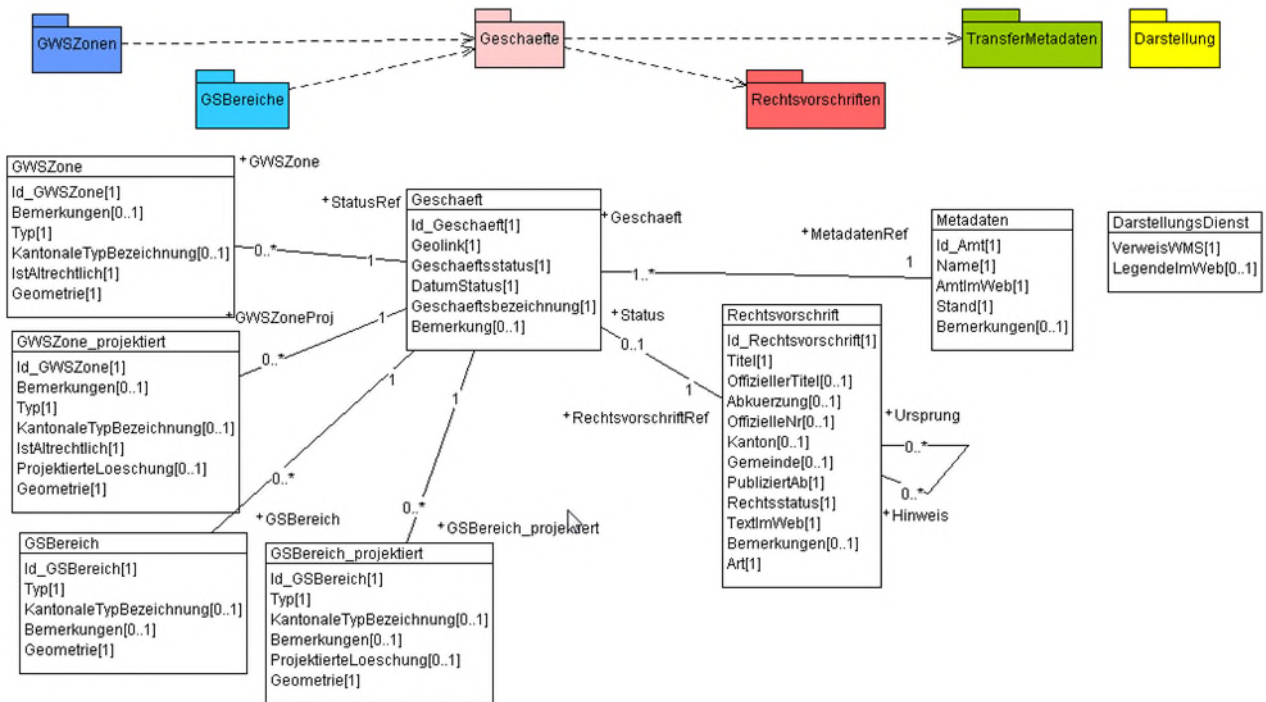 GWSZonen
Geschaefte
TransferMetadaten
Darstellung
GSBereiche
Rechtsvorschriften
GWSZone
Id_GWSZone[1]
Bemerkungen[0..1]
Typ[1]
KantonaleTypBezeichnung[0..1]
IstAltrechtlich[1]
Geometrie[1]
+GWSZone
+StatusRef
0..*
1
Geschaeft
Id_Geschaeft[1]
Geolink[1]
Geschaeftsstatus[1]
DatumStatus[1]
Geschaeftsbezeichnung[1]
Bemerkung[0..1]
+Geschaeft
+MetadatenRef
1..*
1
Metadaten
Id_Amt[1]
Name[1]
AmtImWeb[1]
Stand[1]
Bemerkungen[0..1]
DarstellungsDienst
VerweisWMS[1]
LegendeImWeb[0..1]
+GWSZoneProj
1
0..*
GWSZone_projektiert
Id_GWSZone[1]
Bemerkungen[0..1]
Typ[1]
KantonaleTypBezeichnung[0..1]
IstAltrechtlich[1]
ProjektierteLoeschung[0..1]
Geometrie[1]
+Status
0..1
1
+RechtsvorschriftRef
Rechtsvorschrift
Id_Rechtsvorschrift[1]
Titel[1]
OffiziellerTitel[0..1]
Abkuerzung[0..1]
OffizielleNr[0..1]
Kanton[0..1]
Gemeinde[0..1]
PubliziertAb[1]
Rechtsstatus[1]
TextImWeb[1]
Bemerkungen[0..1]
Art[1]
+Ursprung
0..*
0..*
+Hinweis
1
0..*
+GSBereich
GSBereich
Id_GSBereich[1]
Typ[1]
KantonaleTypBezeichnung[0..1]
Bemerkungen[0..1]
Geometrie[1]
1
0..*
+GSBereich_projektiert
GSBereich_projektiert
Id_GSBereich[1]
Typ[1]
KantonaleTypBezeichnung[0..1]
Bemerkungen[0..1]
ProjektierteLoeschung[0..1]
Geometrie[1]